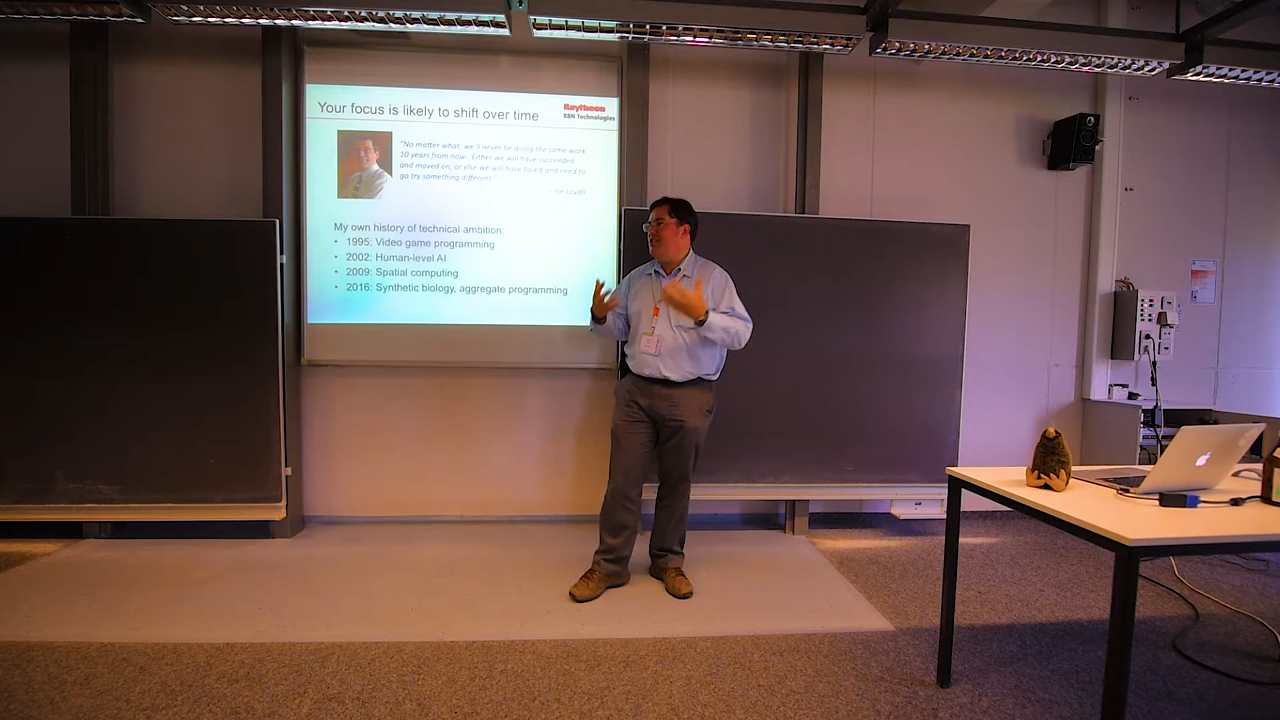 Your focus is likely to shift over time
Raytheon
BBN Technologies
"No matter what, we'll never be doing the same work
10 years from now. Either we will have succeeded
and moved on, or else we will have failed and need to
go try something different."
My own history of technical ambition:
• 1995: Video game programming
• 2002: Human-level AI
• 2009: Spatial computing
• 2016: Synthetic biology, aggregate programming